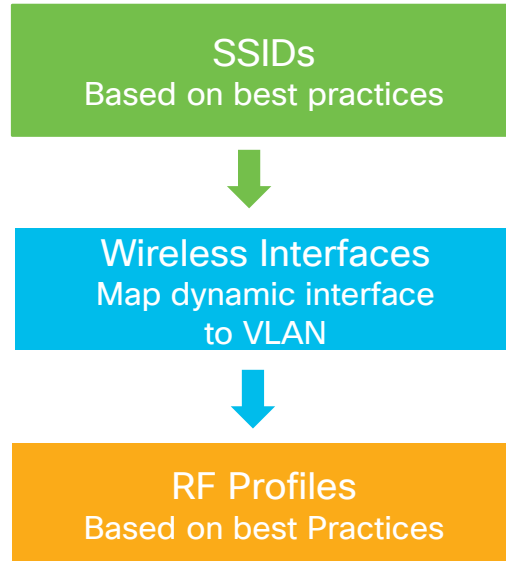 SSIDs
Based on best practices
Wireless Interfaces
Map dynamic interface
to VLAN
RF Profiles
Based on best Practices